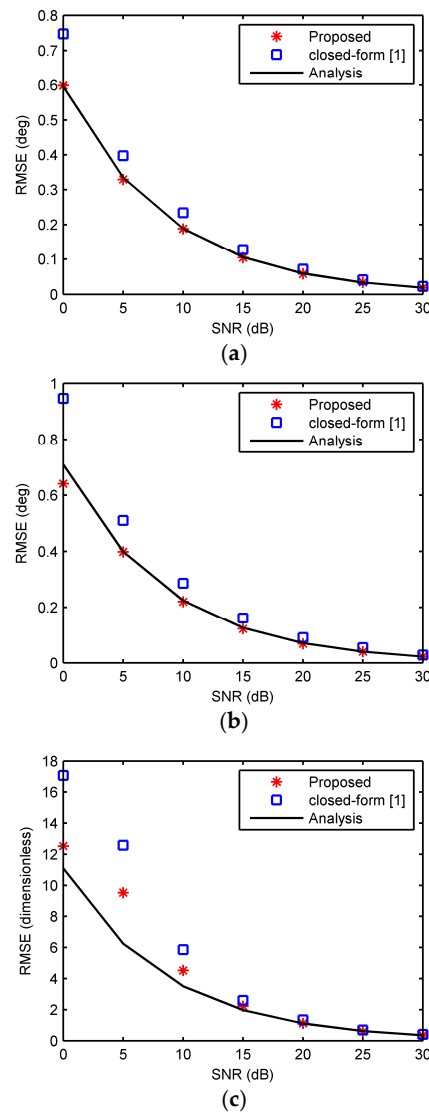 0.8
0.7
0.6
0.5
0.4
0.3
0.2
0.1
0
RMSE (deg)
Proposed
closed-form [1]
Analysis
0 5 10 15 20 25 30
SNR (dB)
(a)
1
0.8
0.6
0.4
0.2
0
RMSE (deg)
Proposed
closed-form [1]
Analysis
0 5 10 15 20 25 30
SNR (dB)
(b)
18
16
14
12
10
8
6
4
2
0
RMSE (dimensionless)
Proposed
closed-form [1]
Analysis
0 5 10 15 20 25 30
SNR (dB)
(c)